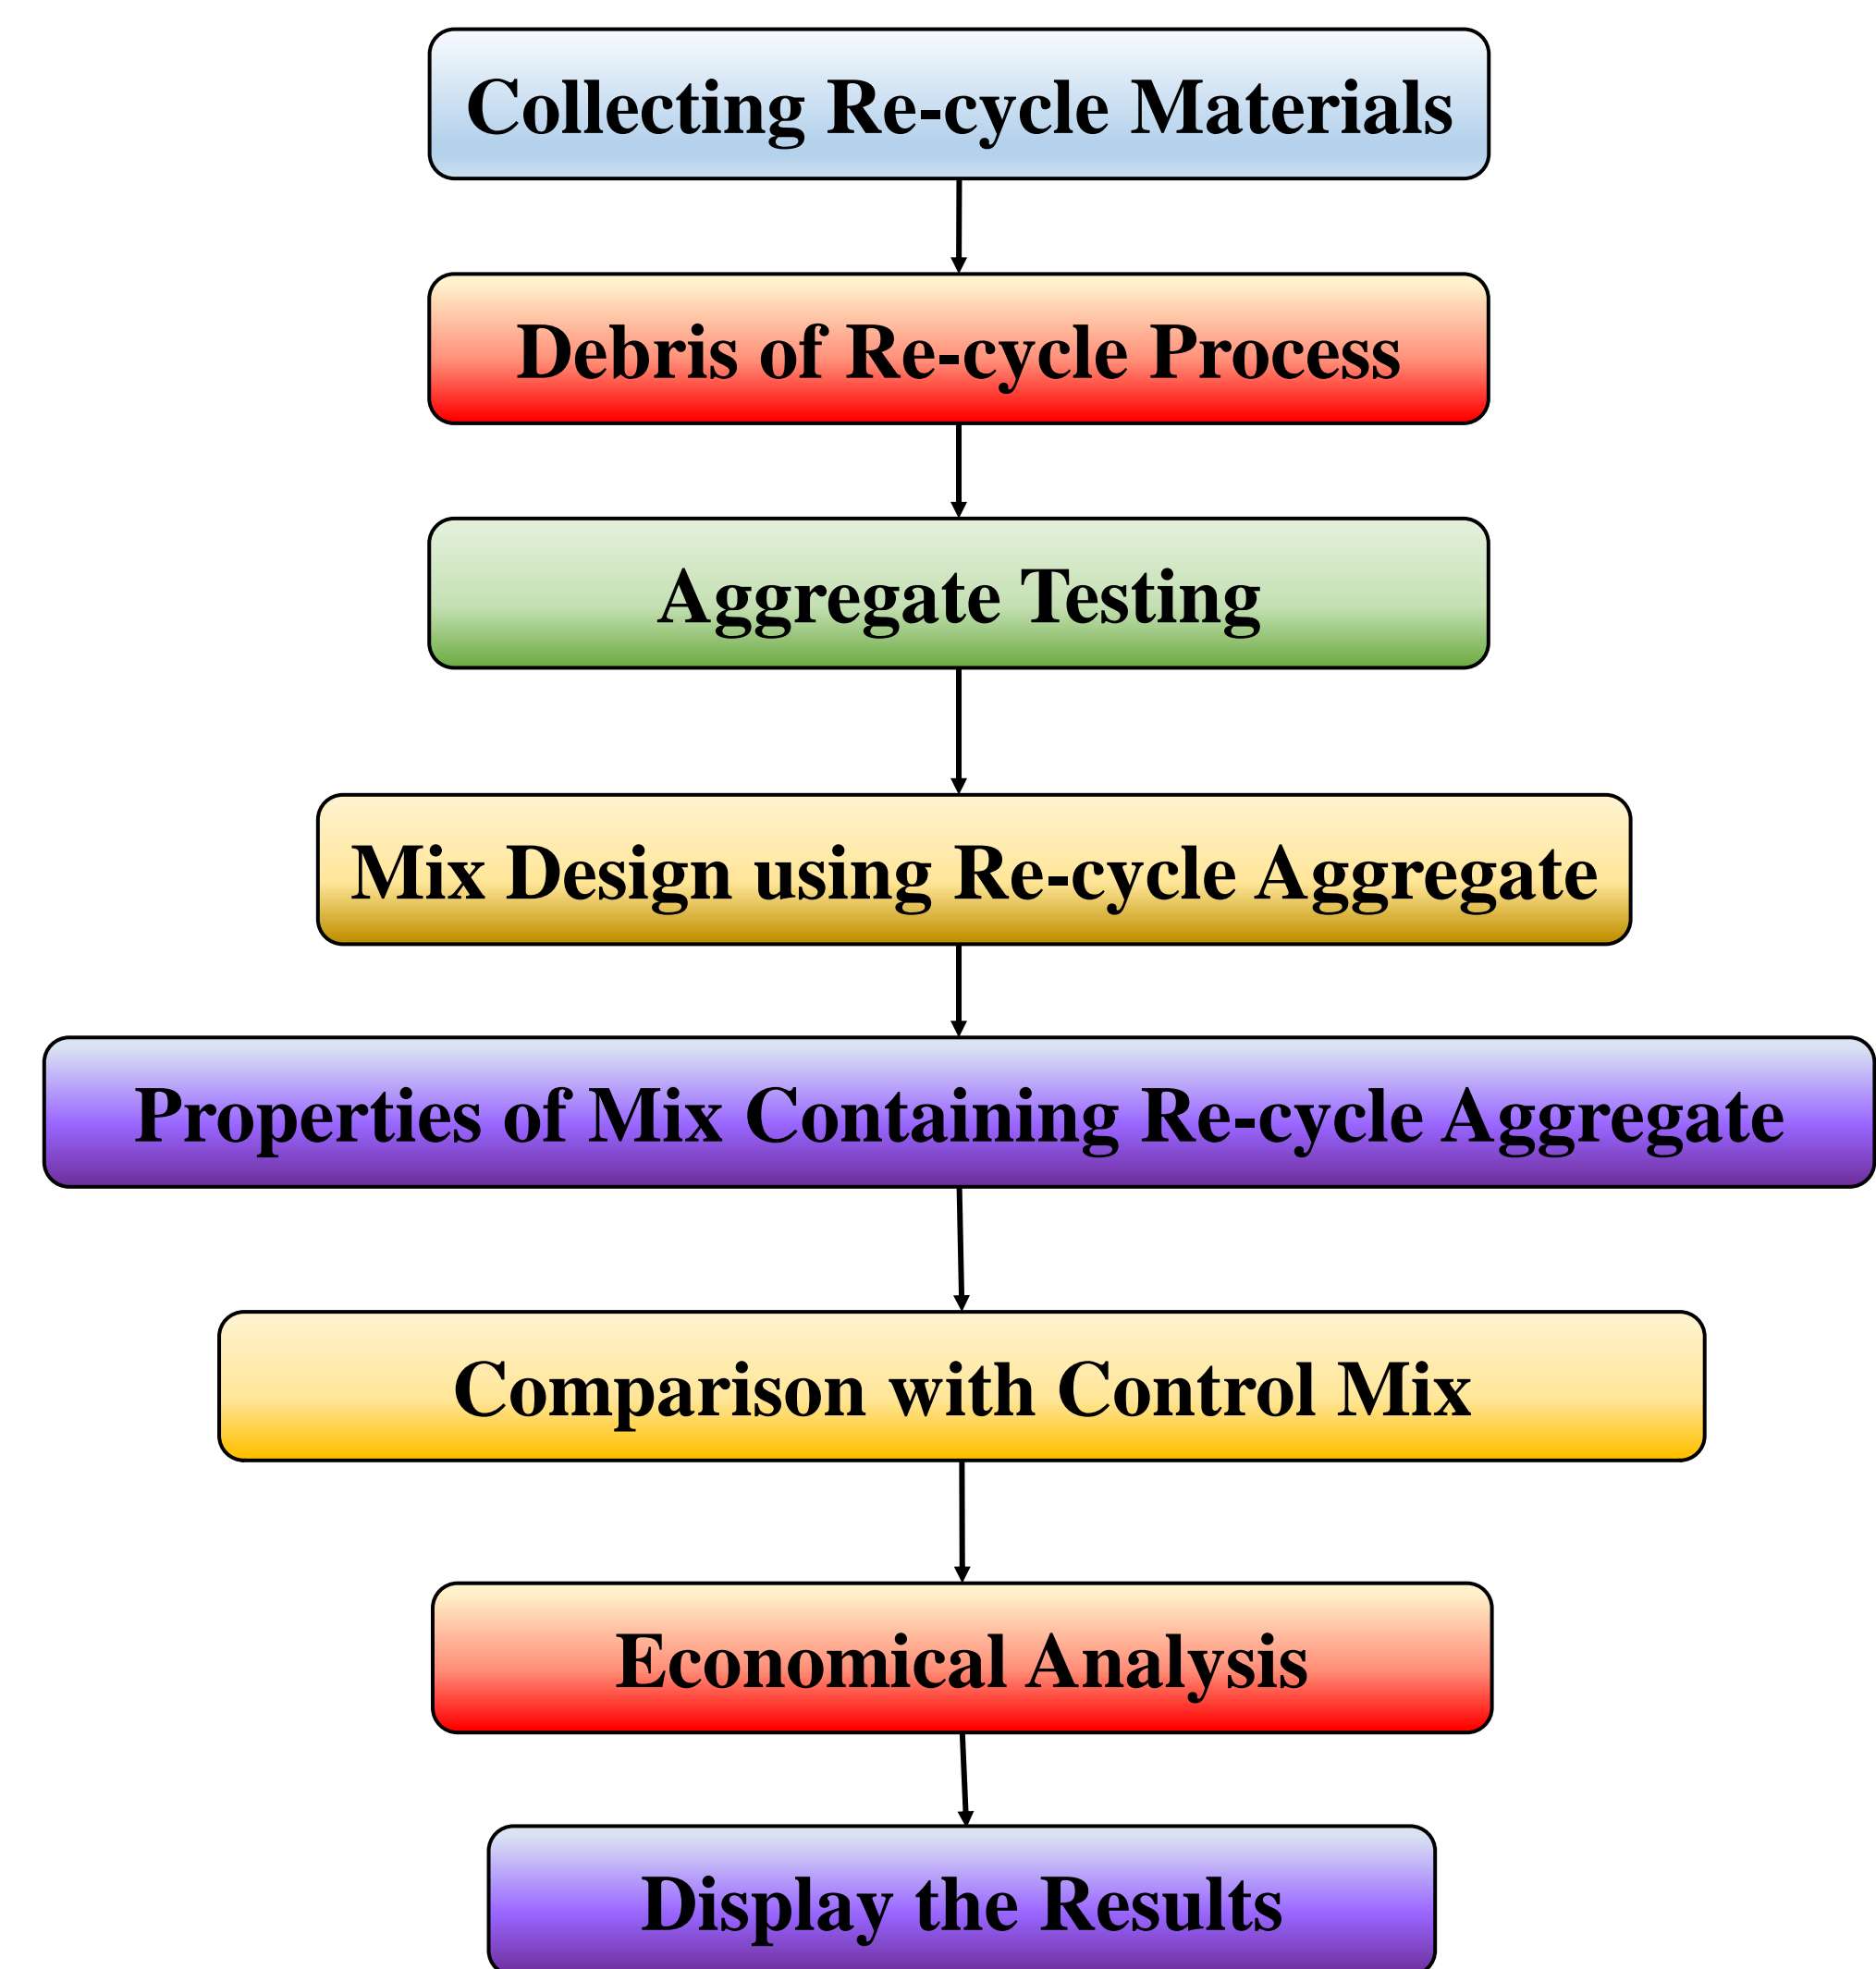 Collecting Re-cycle Materials
Debris of Re-cycle Process
Aggregate Testing
Mix Design using Re-cycle Aggregate
Properties of Mix Containing Re-cycle Aggregate
Comparison with Control Mix
Economical Analysis
Display the Results